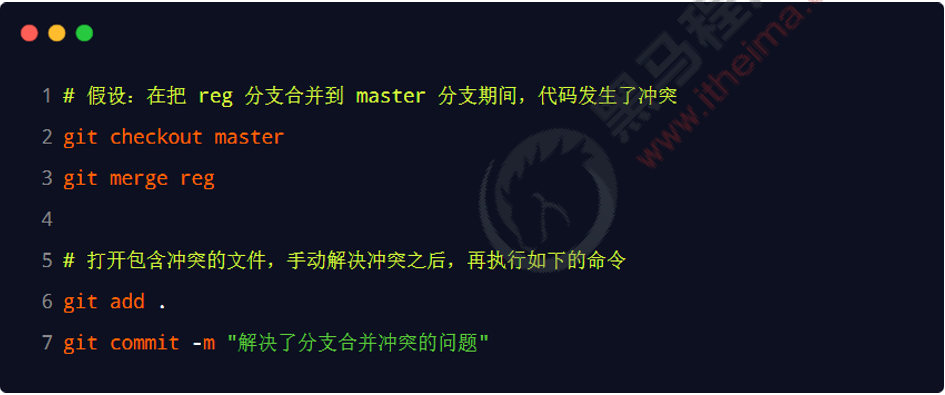 黑马程
www.itheima.c
1 # 假设：在把 reg 分支合并到 master 分支期间，代码发生了冲突
2 git checkout master
3 git merge reg
4
5 # 打开包含冲突的文件，手动解决冲突之后，再执行如下的命令
6 git add .
7 git commit -m "解决了分支合并冲突的问题"